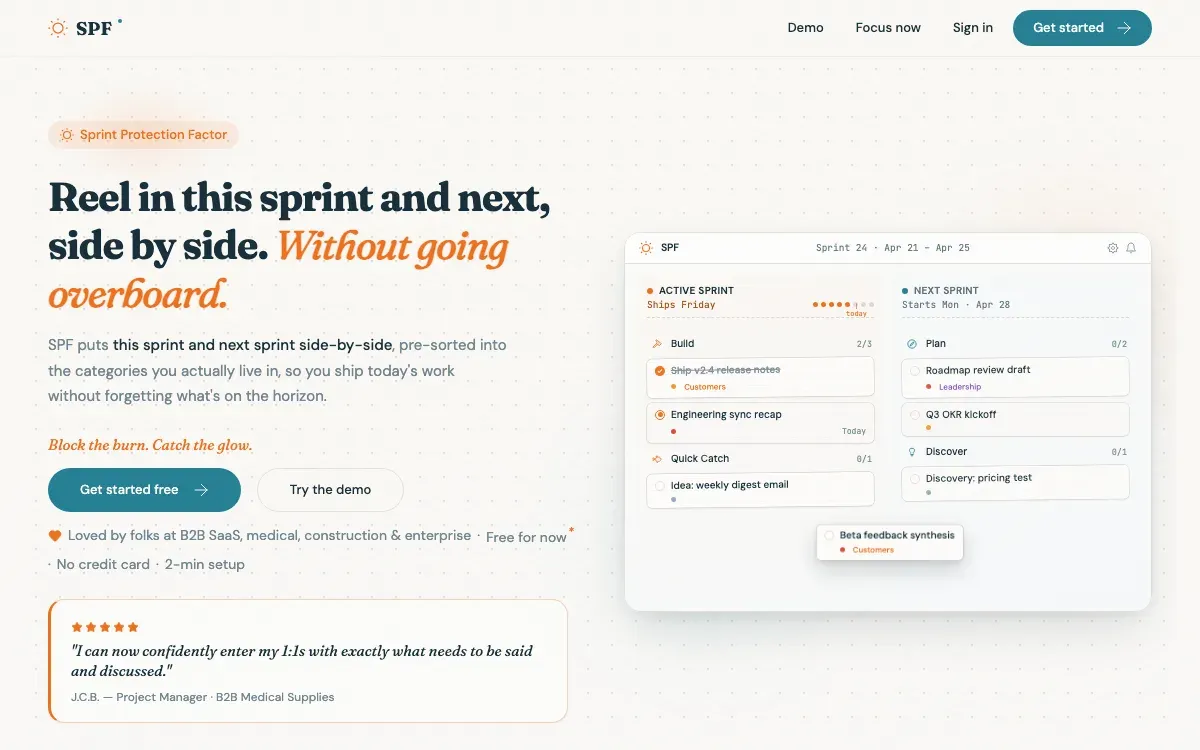 SPF
Demo
Focus now
Sign in
Get started
Sprint Protection Factor
Reel in this sprint and next,
side by side. Without going
overboard.
SPF puts this sprint and next sprint side-by-side, pre-sorted into
the categories you actually live in, so you ship today's work
without forgetting what's on the horizon.
Block the burn. Catch the glow.
Get started free
Try the demo
Loved by folks at B2B SaaS, medical, construction & enterprise · Free for now*
· No credit card · 2-min setup
"I can now confidently enter my 1:1s with exactly what needs to be said
and discussed."
J.C.B. — Project Manager · B2B Medical Supplies
SPF
Sprint 24 · Apr 21 – Apr 25
ACTIVE SPRINT
Ships Friday
today
Build 2/3
Ship v2.4 release notes
Customers
Engineering sync recap
Today
Quick Catch 0/1
Idea: weekly digest email
NEXT SPRINT
Starts Mon · Apr 28
Plan 0/2
Roadmap review draft
Leadership
Q3 OKR kickoff
Discover 0/1
Discovery: pricing test
Beta feedback synthesis
Customers